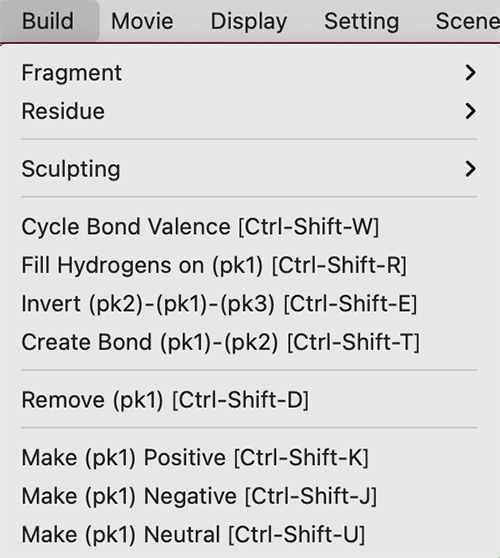 Build Movie Display Setting Scene
Fragment
Residue
Sculpting
Cycle Bond Valence [Ctrl-Shift-W]
Fill Hydrogens on (pk1) [Ctrl-Shift-R]
Invert (pk2)-(pk1)-(pk3) [Ctrl-Shift-E]
Create Bond (pk1)-(pk2) [Ctrl-Shift-T]
Remove (pk1) [Ctrl-Shift-D]
Make (pk1) Positive [Ctrl-Shift-K]
Make (pk1) Negative [Ctrl-Shift-J]
Make (pk1) Neutral [Ctrl-Shift-U]